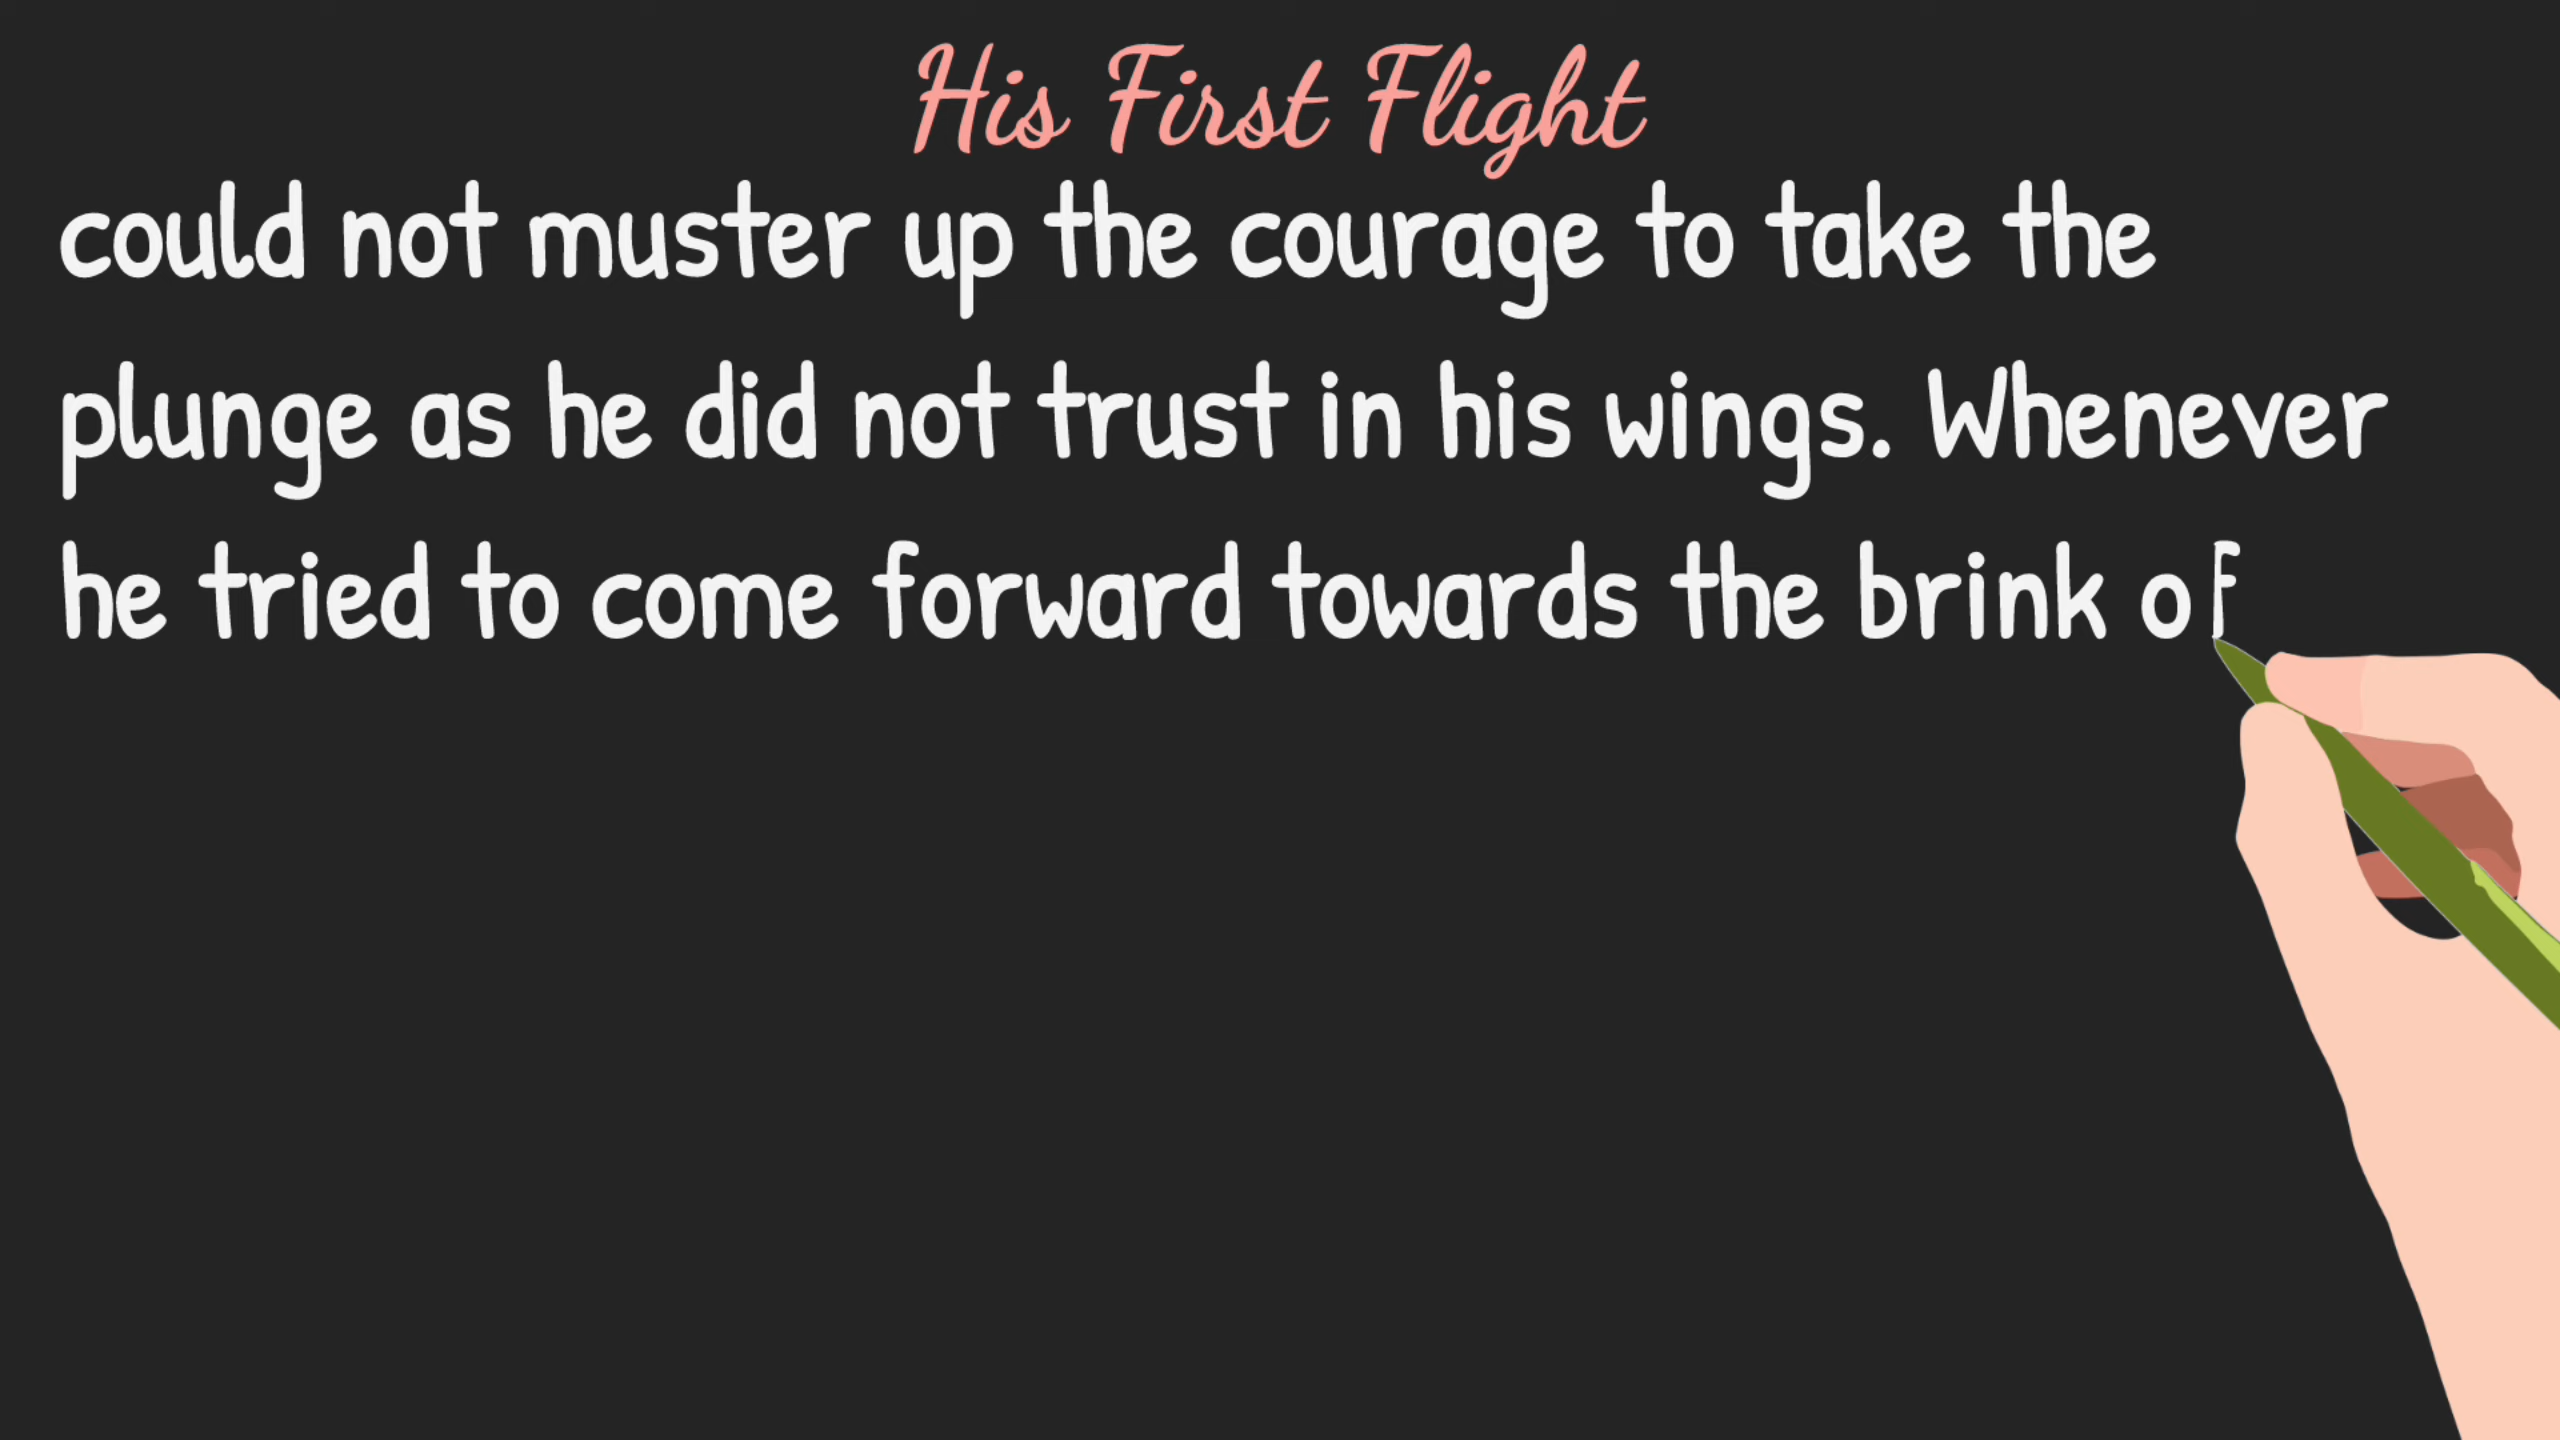 His First Flight
could not muster up the courage to take the
plunge as he did not trust in his wings. Whenever
he tried to come forward towards the brink of